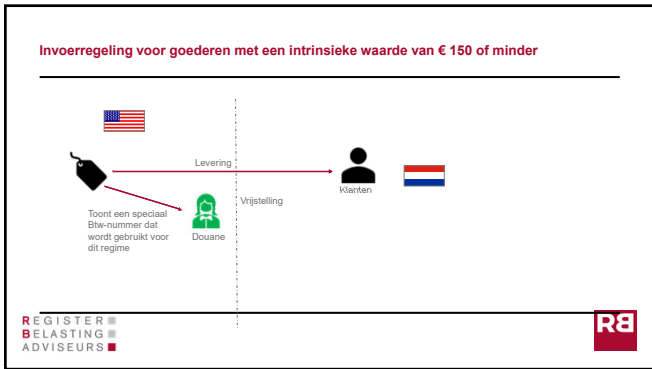 Invoerregeling voor goederen met een intrinsieke waarde van € 150 of minder
Levering
Klanten
Vrijstelling
Toont een speciaal
Btw-nummer dat
wordt gebruikt voor
dit regime
Douane
REGISTER
BELASTING
ADVISEURS
RB